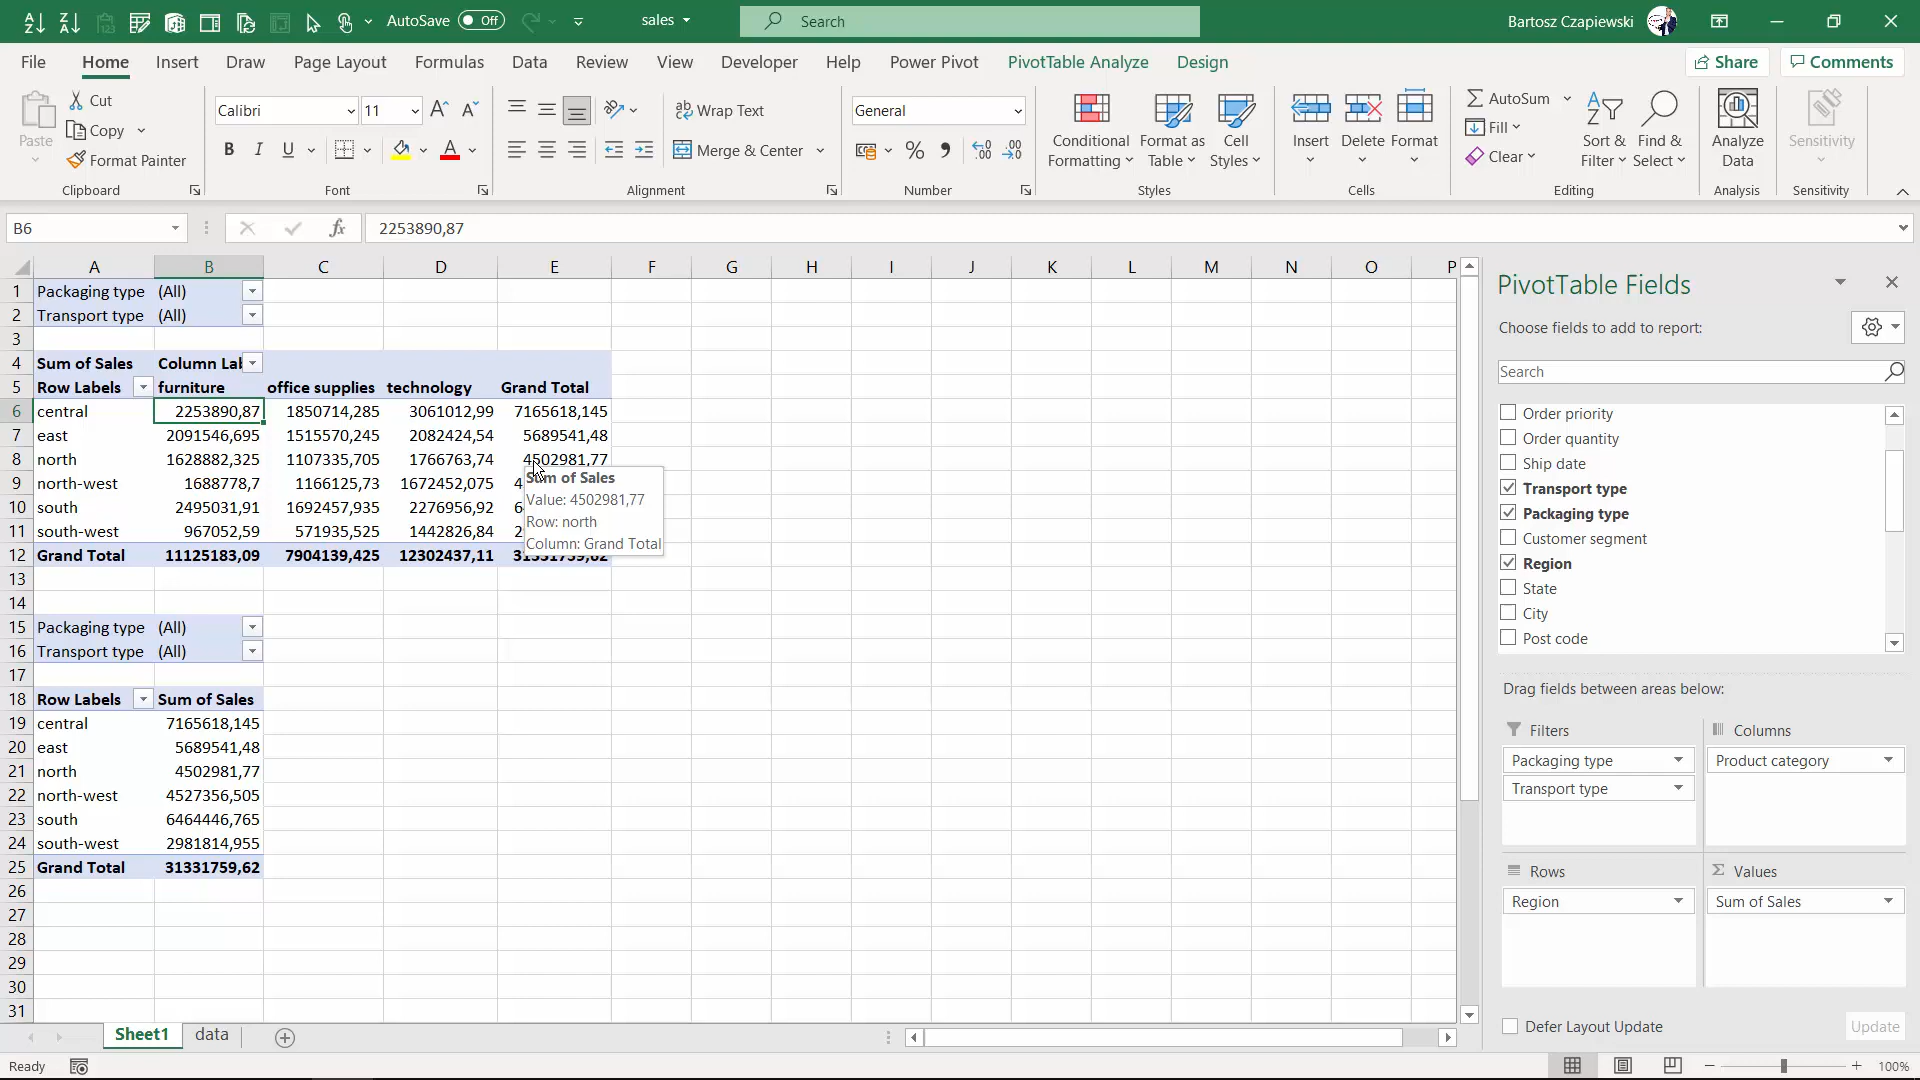 AutoSave Off sales Search Bartosz Czapiewski
File Home Insert Draw Page Layout Formulas Data Review View Developer Help Power Pivot PivotTable Analyze Design Share Comments
Paste
Cut
Copy
Format Painter
Clipboard
Calibri 11
B I U A
Font
Wrap Text
Merge & Center
Alignment
General
%
Number
Conditional Formatting
Format as Table
Cell Styles
Styles
Insert Delete Format
Cells
AutoSum
Fill
Clear
Sort & Filter
Find & Select
Editing
Analyze Data
Analysis
Sensitivity
Sensitivity
B6 fx 2253890,87
A B C D E F G H I J K L M N O P
1 Packaging type (All)
2 Transport type (All)
3
4 Sum of Sales Column Lab
5 Row Labels furniture office supplies technology Grand Total
6 central 2253890,87 1850714,285 3061012,99 7165618,145
7 east 2091546,695 1515570,245 2082424,54 5689541,48
8 north 1628882,325 1107335,705 1766763,74 4502981,77
9 north-west 1688778,7 1166125,73 1672452,075
10 south 2495031,91 1692457,935 2276956,92
11 south-west 967052,59 571935,525 1442826,84
12 Grand Total 11125183,09 7904139,425 12302437,11 31331759,62
Sum of Sales
Value: 4502981,77
Row: north
Column: Grand Total
13
14
15 Packaging type (All)
16 Transport type (All)
17
18 Row Labels Sum of Sales
19 central 7165618,145
20 east 5689541,48
21 north 4502981,77
22 north-west 4527356,505
23 south 6464446,765
24 south-west 2981814,955
25 Grand Total 31331759,62
26
27
28
29
30
31
PivotTable Fields
Choose fields to add to report:
Search
Order priority
Order quantity
Ship date
Transport type
Packaging type
Customer segment
Region
State
City
Post code
Drag fields between areas below:
Filters
Packaging type
Transport type
Columns
Product category
Rows
Region
Values
Sum of Sales
Defer Layout Update Update
Sheet1 data
Ready 100%